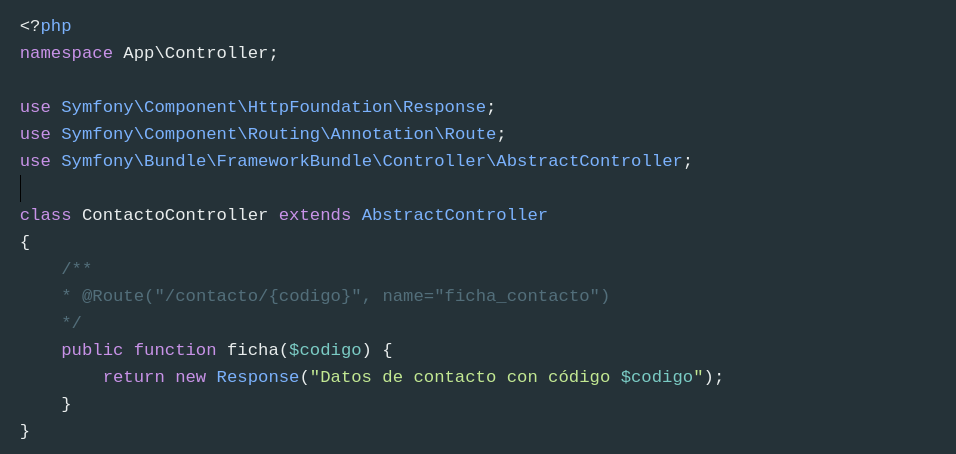 <?php
namespace App\Controller;

use Symfony\Component\HttpFoundation\Response;
use Symfony\Component\Routing\Annotation\Route;
use Symfony\Bundle\FrameworkBundle\Controller\AbstractController;

class ContactoController extends AbstractController
{
    /**
    * @Route("/contacto/{codigo}", name="ficha_contacto")
    */
    public function ficha($codigo) {
        return new Response("Datos de contacto con código $codigo");
    }
}